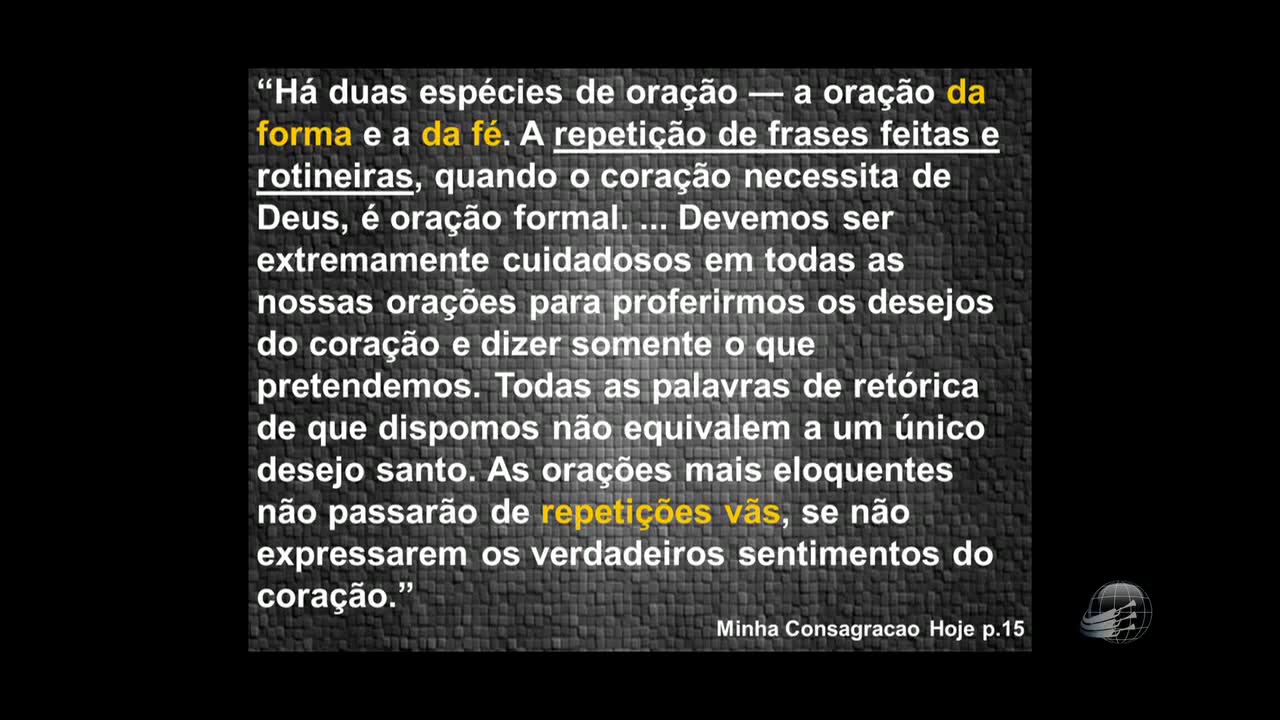 “Há duas espécies de oração — a oração da
forma e a da fé. A repetição de frases feitas e
rotineiras, quando o coração necessita de
Deus, é oração formal. ... Devemos ser
extremamente cuidadosos em todas as
nossas orações para proferirmos os desejos
do coração e dizer somente o que
pretendemos. Todas as palavras de retórica
de que dispomos não equivalem a um único
desejo santo. As orações mais eloquentes
não passarão de repetições vãs, se não
expressarem os verdadeiros sentimentos do
coração.”
Minha Consagracao Hoje p.15